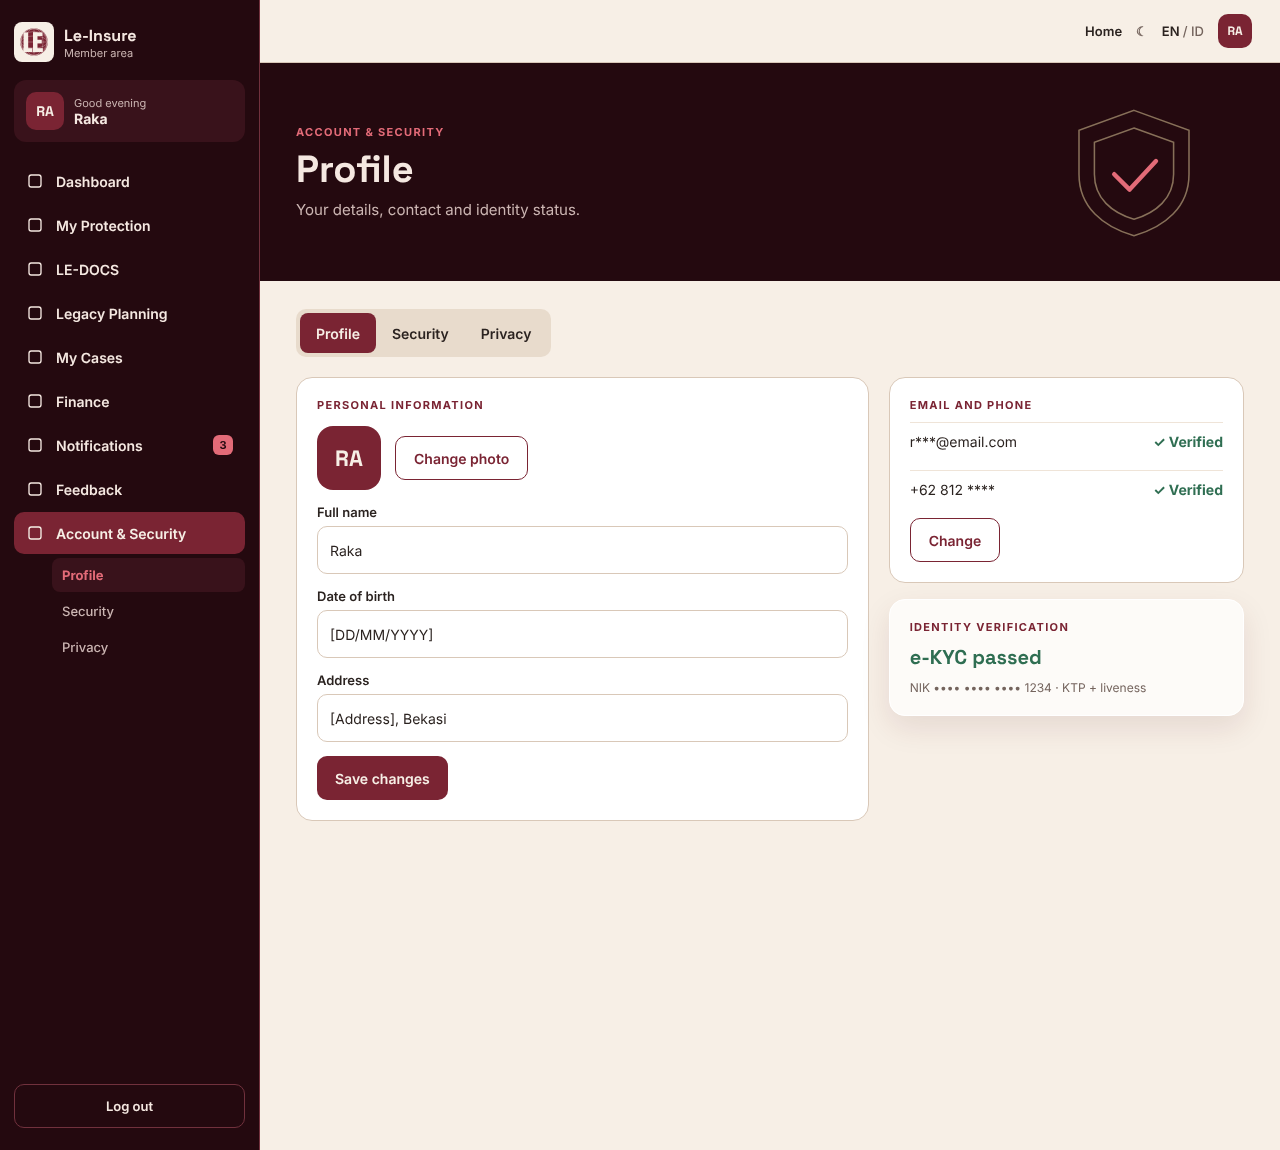 LE
Le-Insure
Member area
RA
Good evening
Raka
Dashboard
My Protection
LE-DOCS
Legacy Planning
My Cases
Finance
Notifications
3
Feedback
Account & Security
Profile
Security
Privacy
Log out
Home
☾
EN / ID
RA
ACCOUNT & SECURITY
Profile
Your details, contact and identity status.
Profile
Security
Privacy
PERSONAL INFORMATION
RA
Change photo
Full name
Raka
Date of birth
[DD/MM/YYYY]
Address
[Address], Bekasi
Save changes
EMAIL AND PHONE
r***@email.com
✓ Verified
+62 812 ****
✓ Verified
Change
IDENTITY VERIFICATION
e-KYC passed
NIK •••• •••• •••• 1234 · KTP + liveness